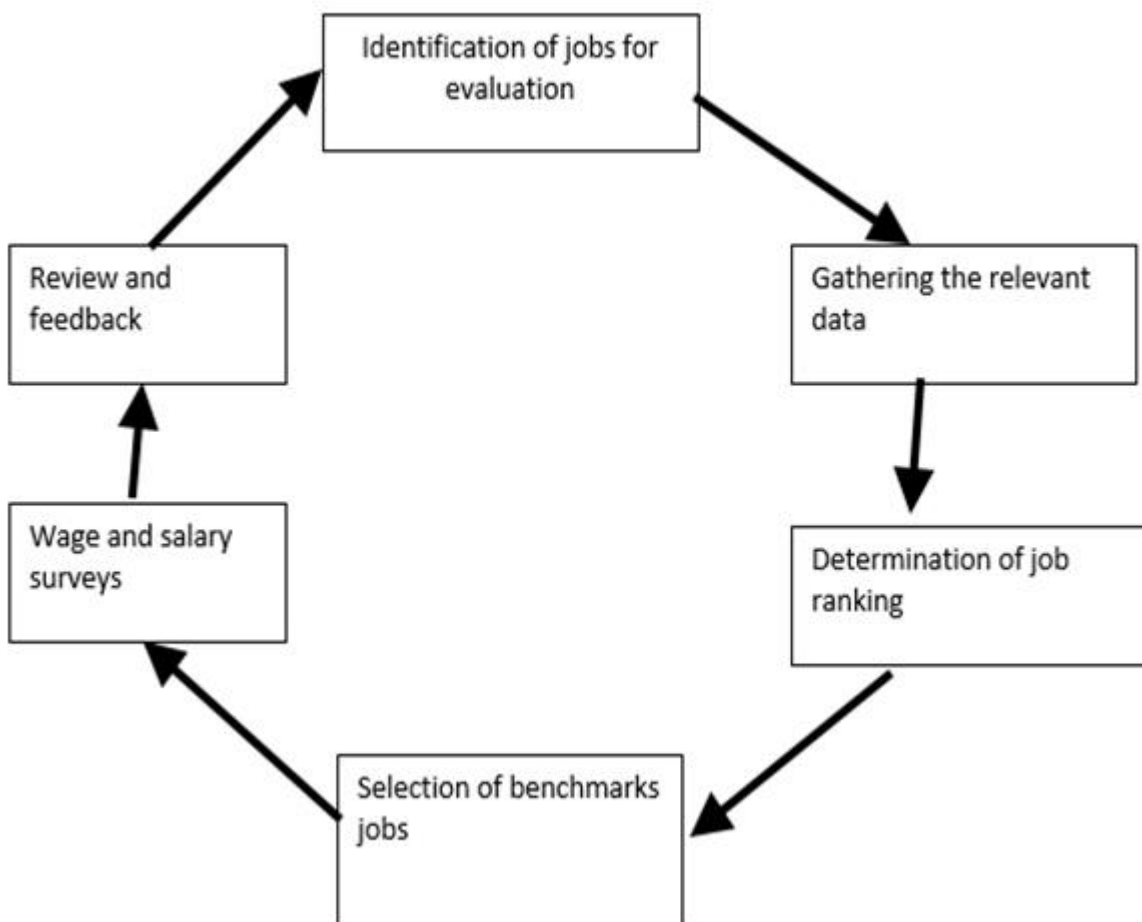 Identification of jobs for
evaluation
Gathering the relevant
data
Determination of job
ranking
Selection of benchmarks
jobs
Wage and salary
surveys
Review and
feedback